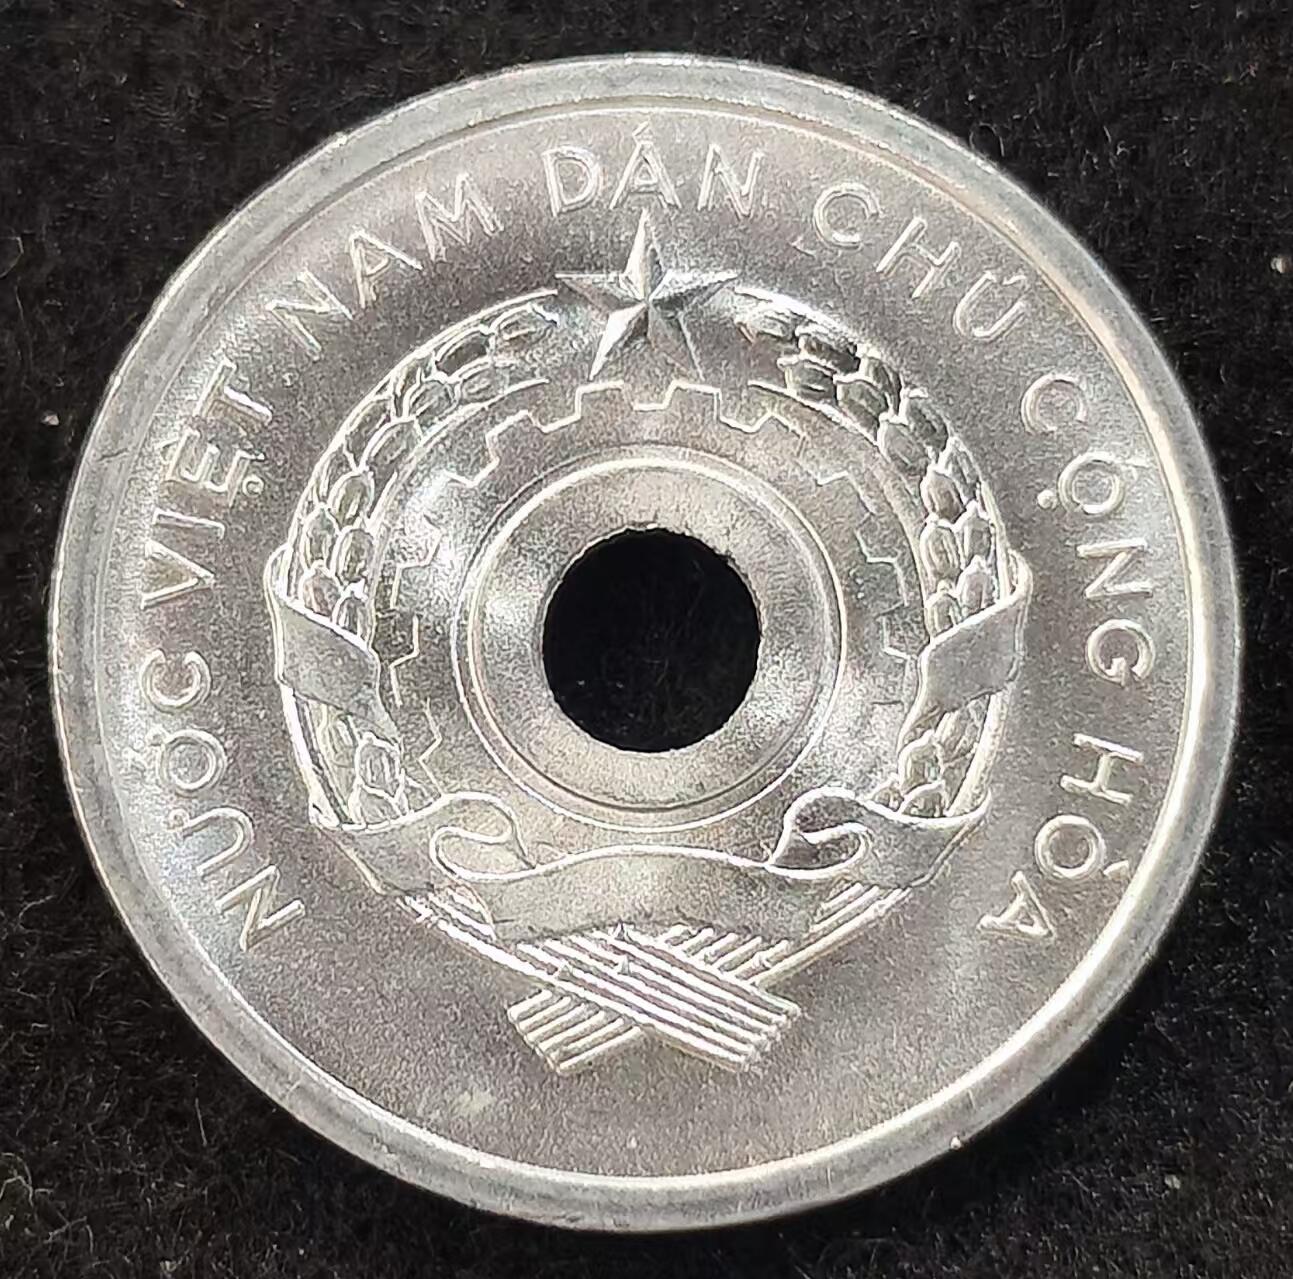 NƯỚC VIỆT NAM DÂN CHỦ CỘNG HÒA